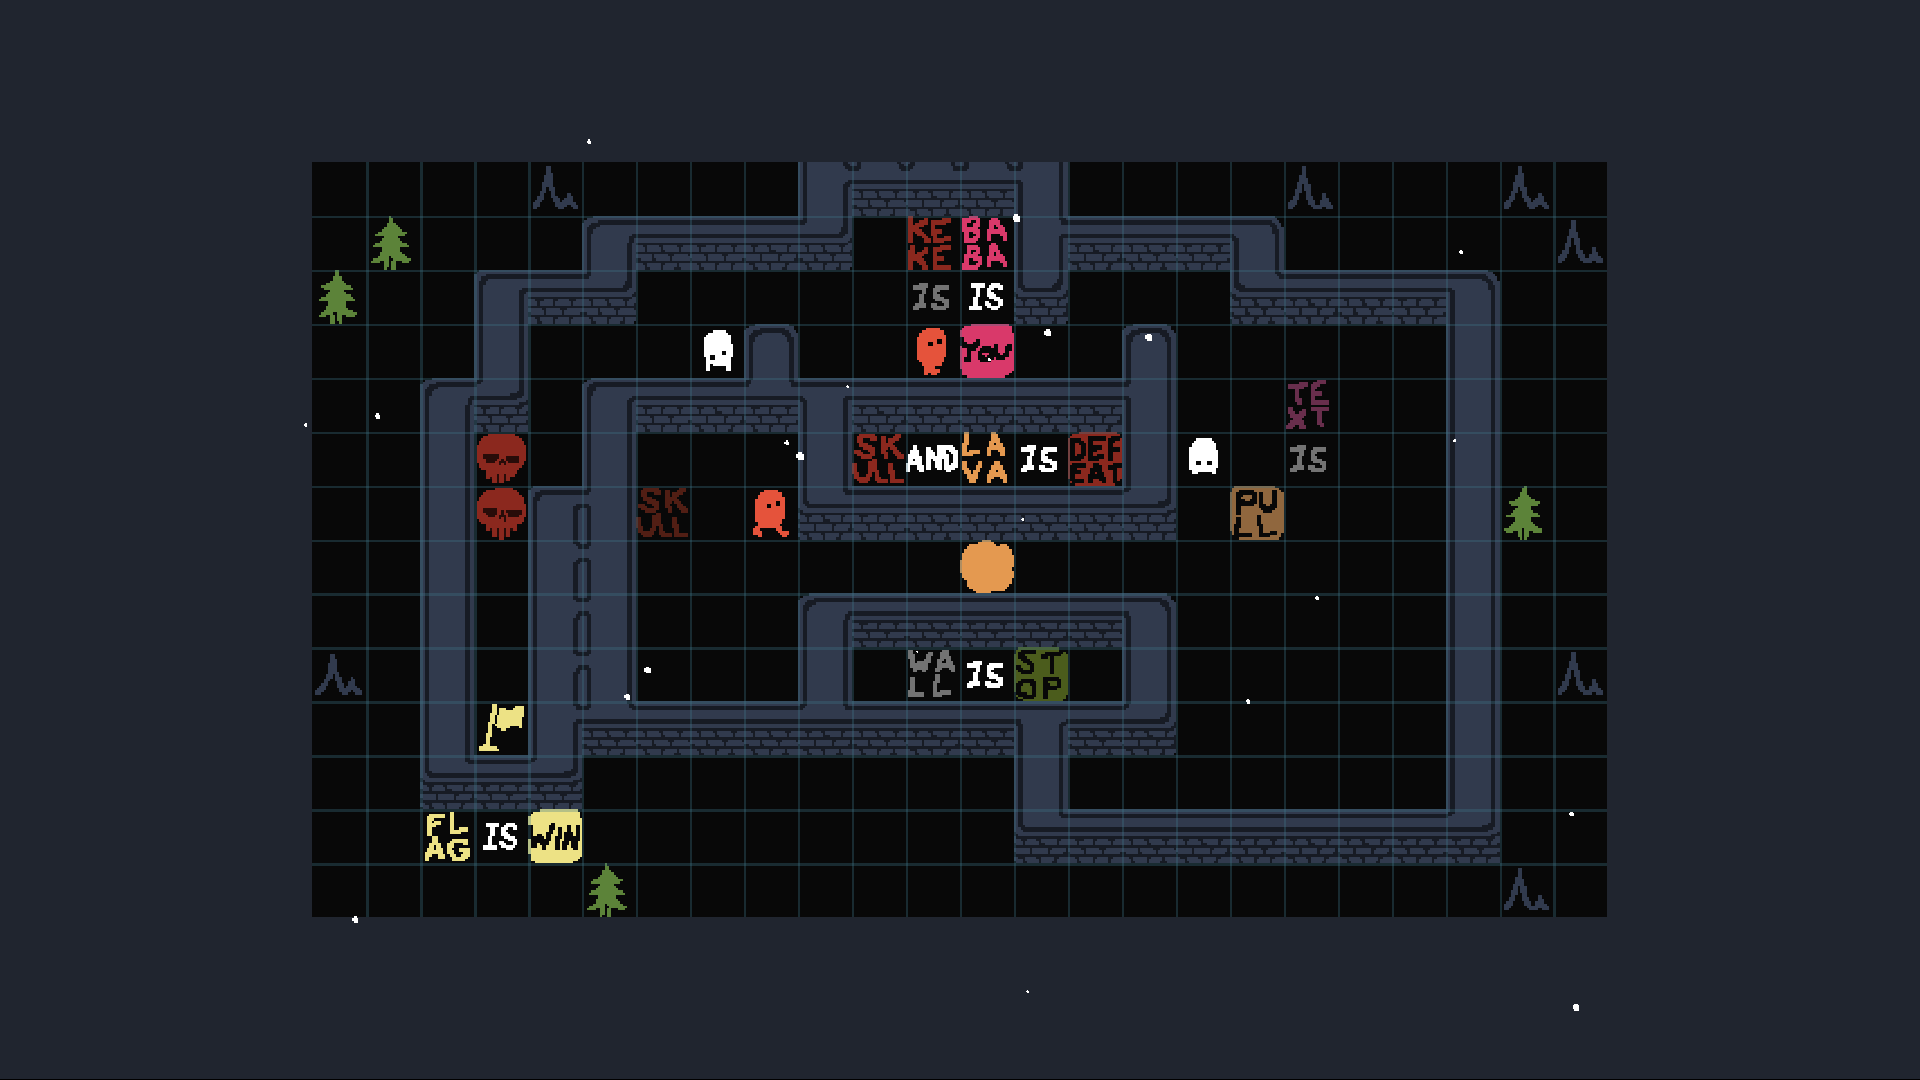 KEKE BABA
IS IS
YOU
TEXT
SKULL AND LAVA IS DEFEAT
IS
SKULL
PULL
WALL IS STOP
FLAG IS WIN